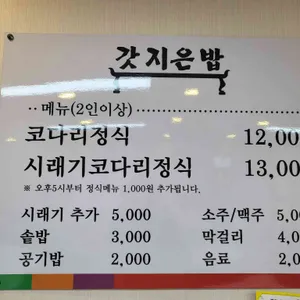 갓 지은 밥
·· 메뉴(2인이상) ··························
코다리정식 12,00
시래기코다리정식 13,00
※ 오후5시부터 정식메뉴 1,000원 추가됩니다.
시래기 추가 5,000 소주/맥주 5,00
솥밥 3,000 막걸리 4,0
공기밥 2,000 음료 2,0